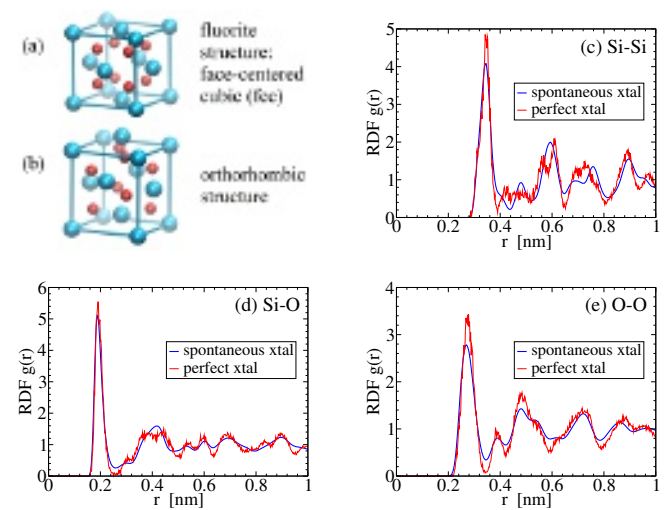 (a)
fluorite
structure:
face-centered
cubic (fcc)
(b)
orthorhombic
structure
(c) Si-Si
spontaneous xtal
perfect xtal
RDF g(r)
5
4
3
2
1
0
0 0.2 0.4 0.6 0.8 1
r [nm]
(d) Si-O
spontaneous xtal
perfect xtal
RDF g(r)
6
5
4
3
2
1
0
0 0.2 0.4 0.6 0.8 1
r [nm]
(e) O-O
spontaneous xtal
perfect xtal
RDF g(r)
4
3
2
1
0
0 0.2 0.4 0.6 0.8 1
r [nm]